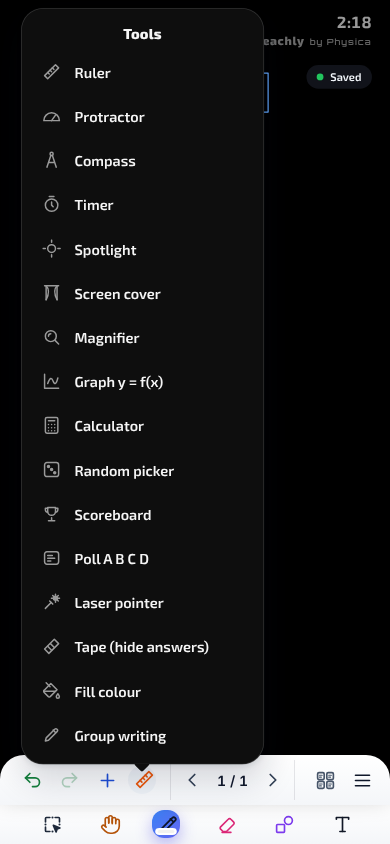 Tools
2:18
eachly by Physica
Saved
Ruler
Protractor
Compass
Timer
Spotlight
Screen cover
Magnifier
Graph y = f(x)
Calculator
Random picker
Scoreboard
Poll A B C D
Laser pointer
Tape (hide answers)
Fill colour
Group writing
1 / 1
T